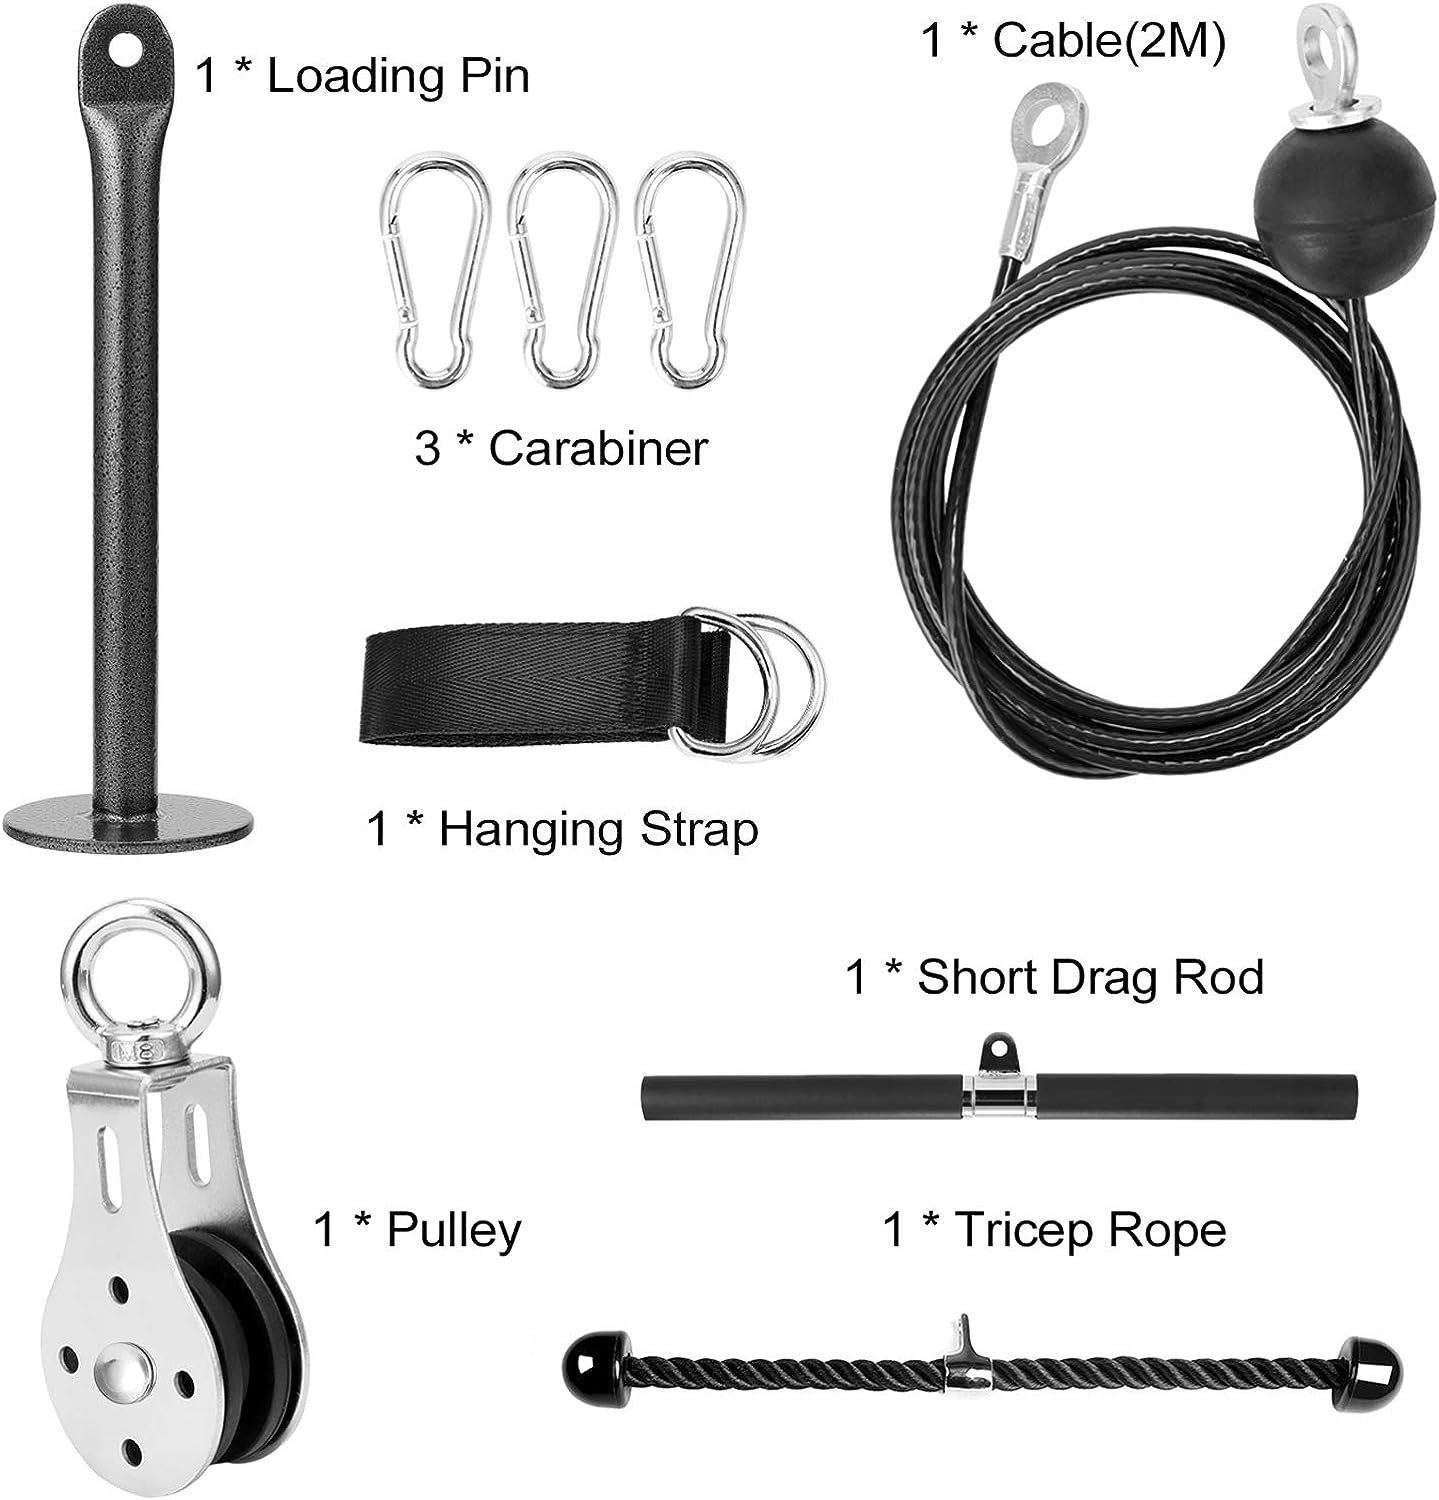 1 * Loading Pin
1 * Cable(2M)
3 * Carabiner
1 * Hanging Strap
M8
1 * Short Drag Rod
1 * Pulley
1 * Tricep Rope